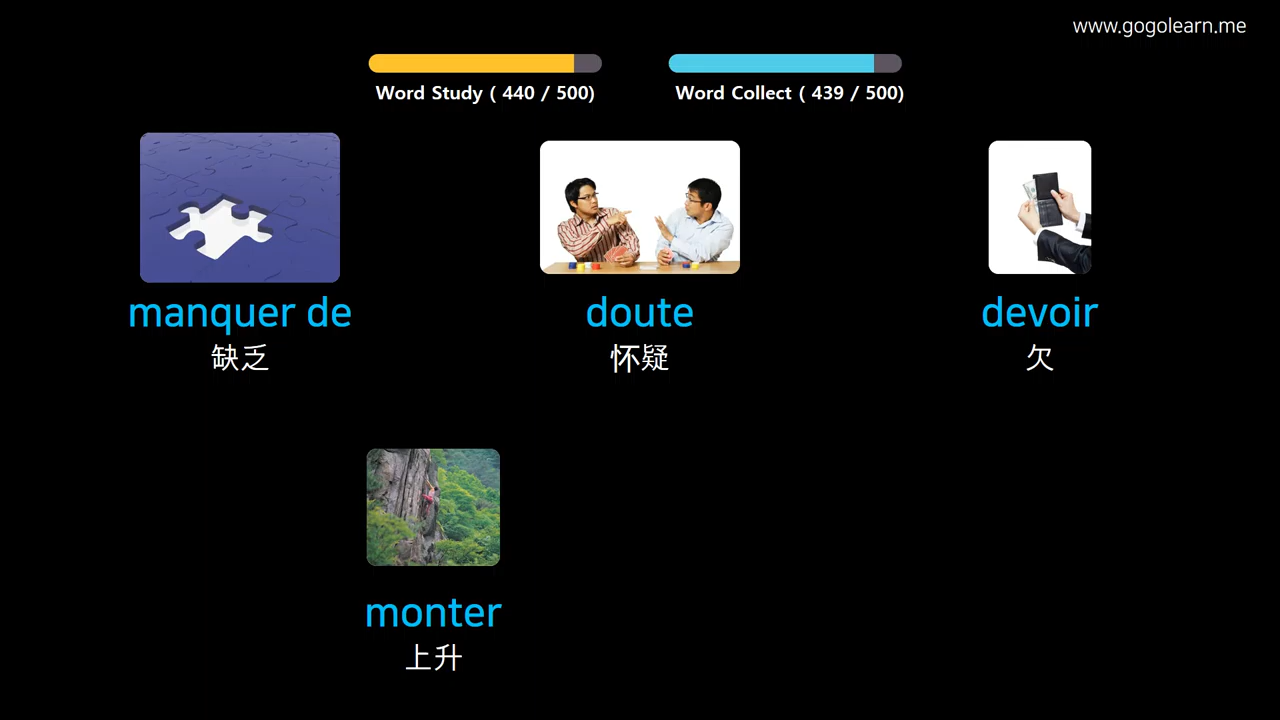 www.gogolearn.me
Word Study ( 440 / 500)
Word Collect ( 439 / 500)
manquer de
缺乏
doute
怀疑
devoir
欠
monter
上升